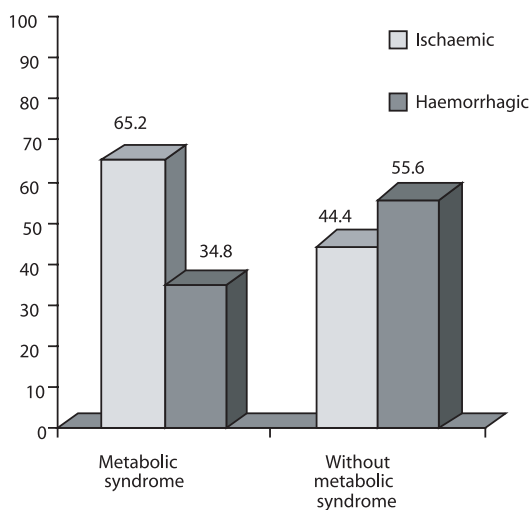 100
90
80
70
60
50
40
30
20
10
0
Ischaemic
Haemorrhagic
65.2
34.8
44.4
55.6
Metabolic
syndrome
Without
metabolic
syndrome